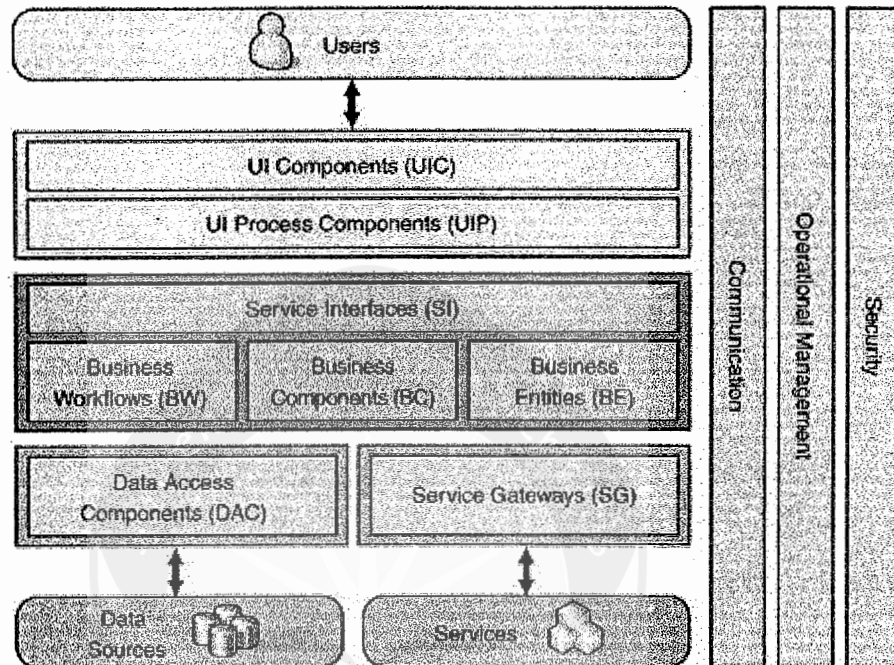 Users
UI Components (UIC)
UI Process Components (UIP)
Service Interfaces (SI)
Business
Workflows (BW)
Business
Components (BC)
Business
Entities (BE)
Data Access
Components (DAC)
Service Gateways (SG)
Data
Sources
Services
Communication
Operational Management
Security